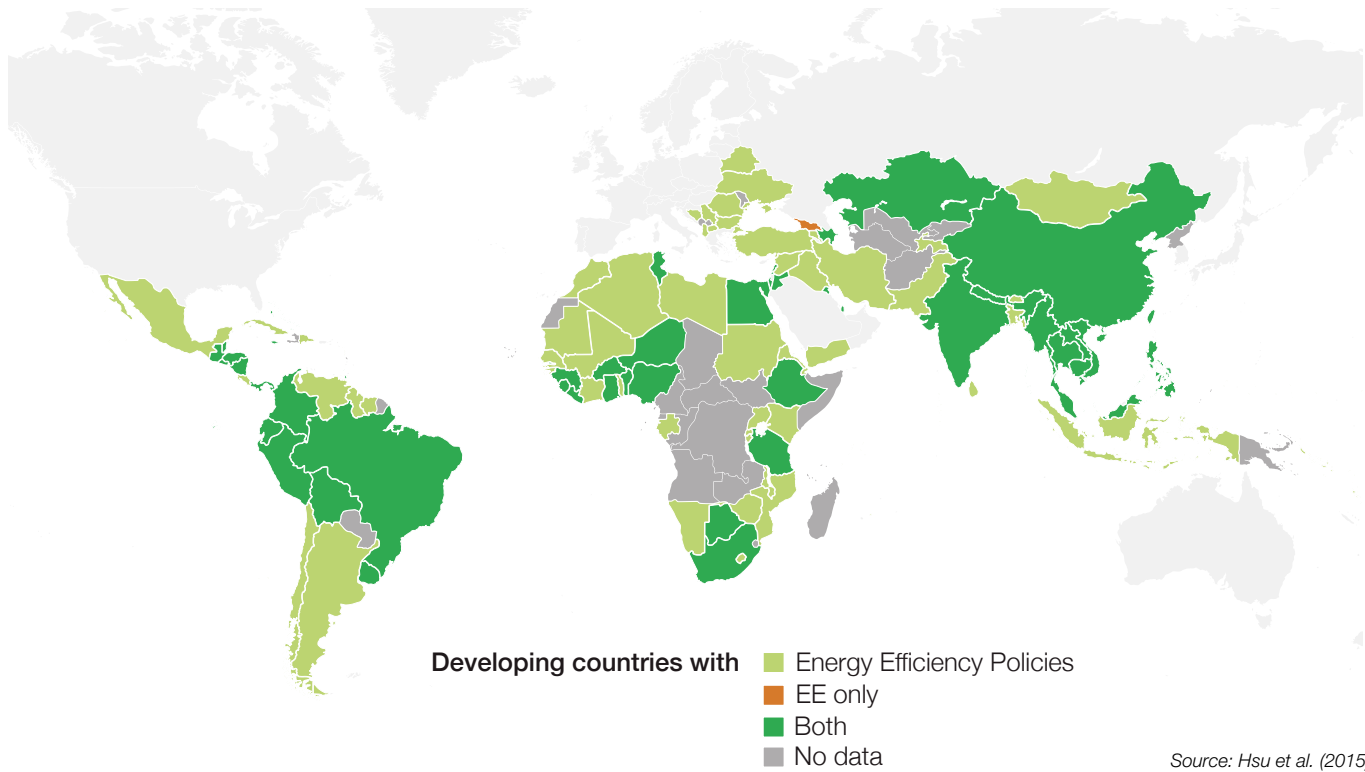 Developing countries with
Energy Efficiency Policies
EE only
Both
No data
Source: Hsu et al. (2015